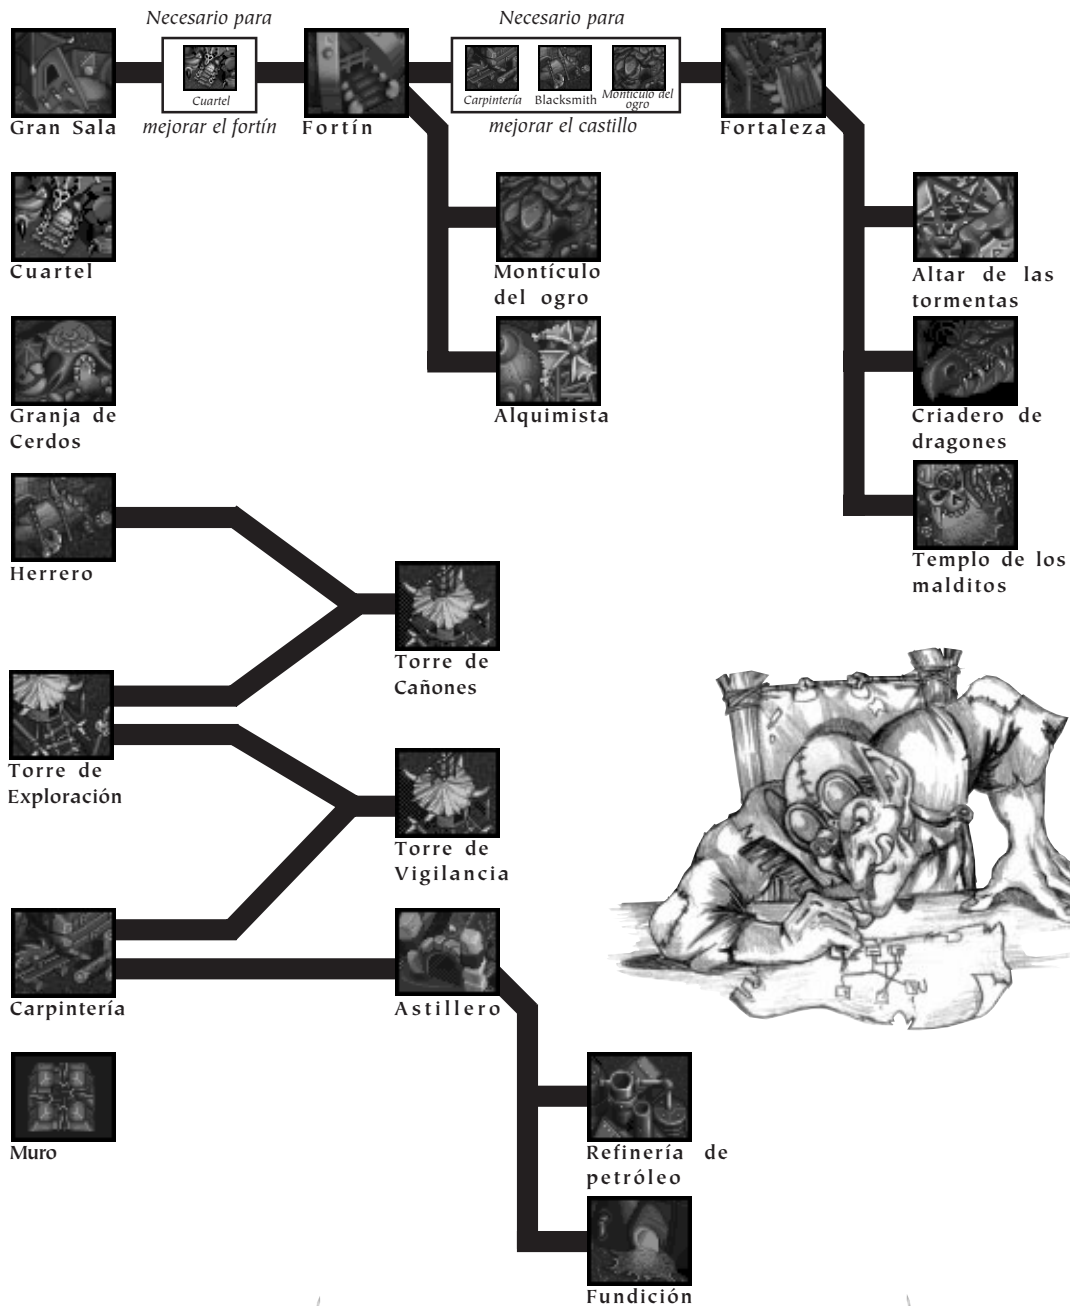 Necesario para
Necesario para
Cuartel
Carpintería
Blacksmith
Montículo del
ogro
Gran Sala
mejorar el fortín
Fortín
mejorar el castillo
Fortaleza
Cuartel
Montículo
del ogro
Altar de las
tormentas
Granja de
Cerdos
Alquimista
Criadero de
dragones
Herrero
Templo de los
malditos
Torre de
Cañones
Torre de
Exploración
Torre de
Vigilancia
Carpintería
Astillero
Muro
Refinería de
petróleo
Fundición